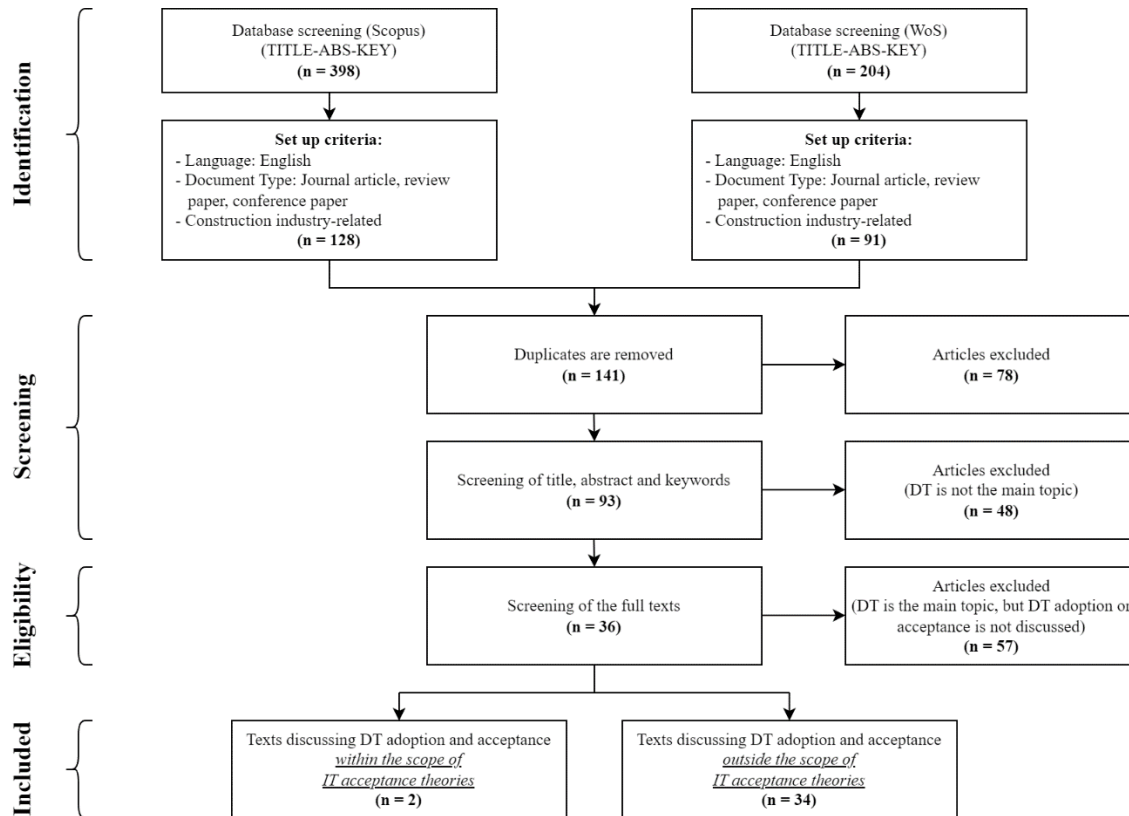 Identification
Database screening (Scopus)
(TITLE-ABS-KEY)
(n = 398)
Database screening (WoS)
(TITLE-ABS-KEY)
(n = 204)
Set up criteria:
- Language: English
- Document Type: Journal article, review
paper, conference paper
- Construction industry-related
(n = 128)
Set up criteria:
- Language: English
- Document Type: Journal article, review
paper, conference paper
- Construction industry-related
(n = 91)
Screening
Duplicates are removed
(n = 141)
Articles excluded
(n = 78)
Screening of title, abstract and keywords
(n = 93)
Articles excluded
(DT is not the main topic)
(n = 48)
Eligibility
Screening of the full texts
(n = 36)
Articles excluded
(DT is the main topic, but DT adoption or
acceptance is not discussed)
(n = 57)
Included
Texts discussing DT adoption and acceptance
within the scope of
IT acceptance theories
(n = 2)
Texts discussing DT adoption and acceptance
outside the scope of
IT acceptance theories
(n = 34)